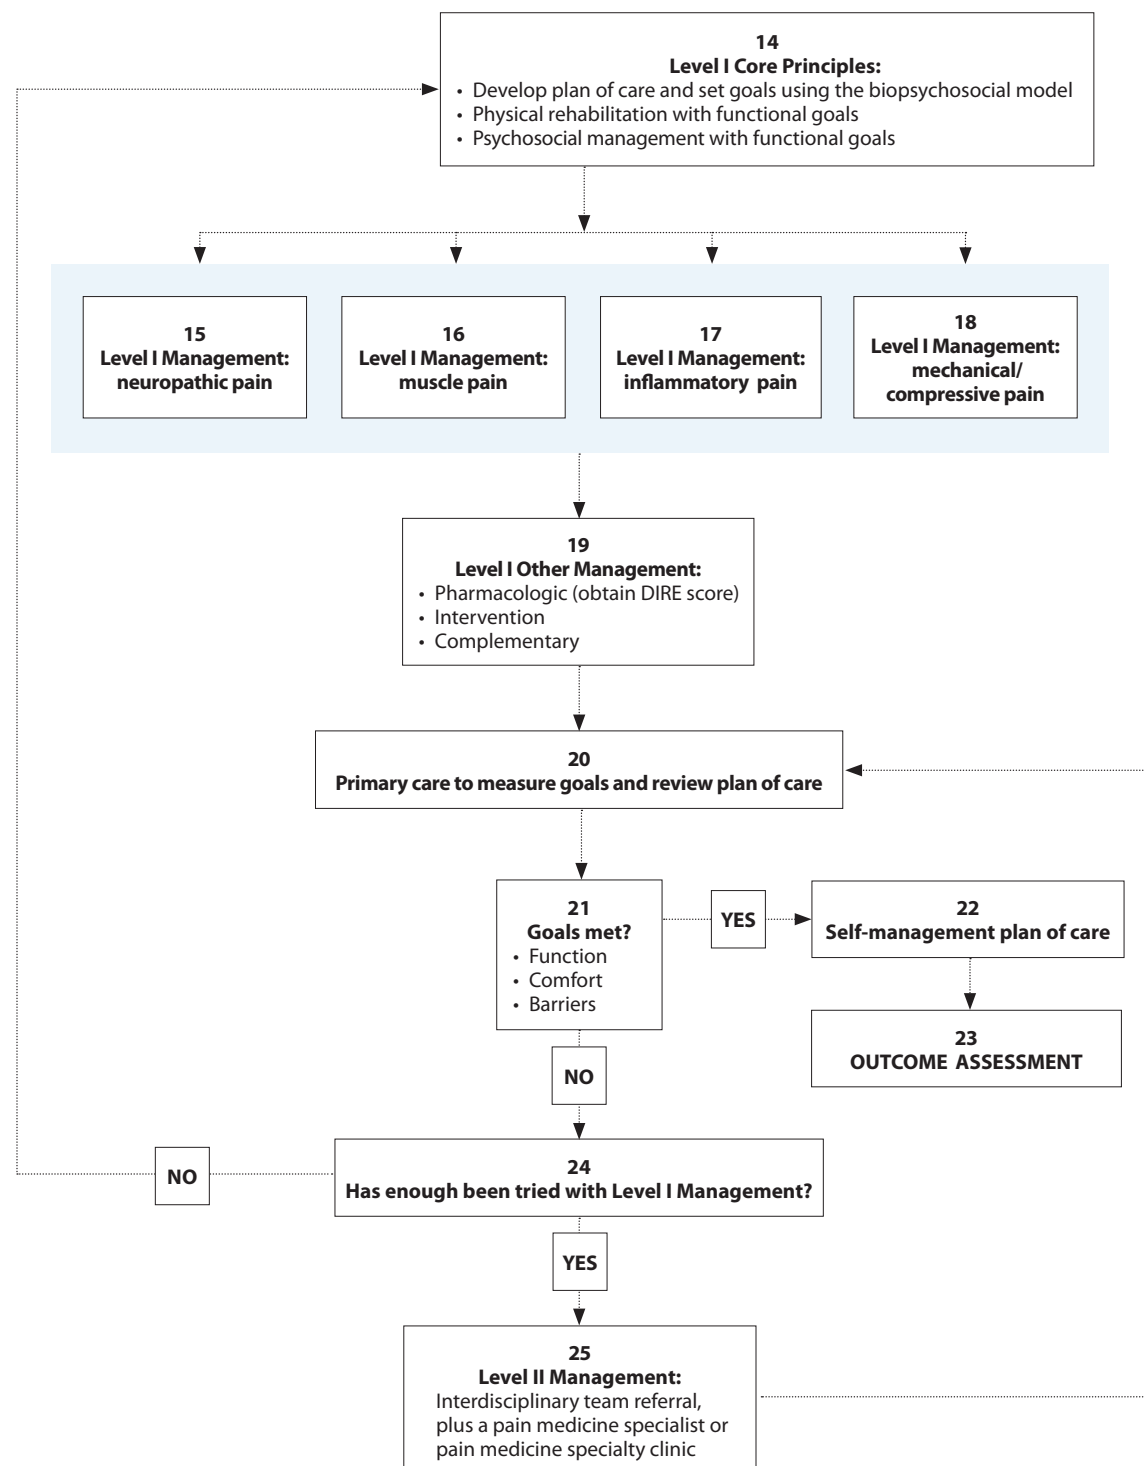 14
Level I Core Principles:
• Develop plan of care and set goals using the biopsychosocial model
• Physical rehabilitation with functional goals
• Psychosocial management with functional goals
15
Level I Management:
neuropathic pain
16
Level I Management:
muscle pain
17
Level I Management:
inflammatory pain
18
Level I Management:
mechanical/
compressive pain
19
Level I Other Management:
• Pharmacologic (obtain DIRE score)
• Intervention
• Complementary
20
Primary care to measure goals and review plan of care
21
Goals met?
• Function
• Comfort
• Barriers
YES
22
Self-management plan of care
23
OUTCOME ASSESSMENT
NO
24
Has enough been tried with Level I Management?
NO
YES
25
Level II Management:
Interdisciplinary team referral,
plus a pain medicine specialist or
pain medicine specialty clinic